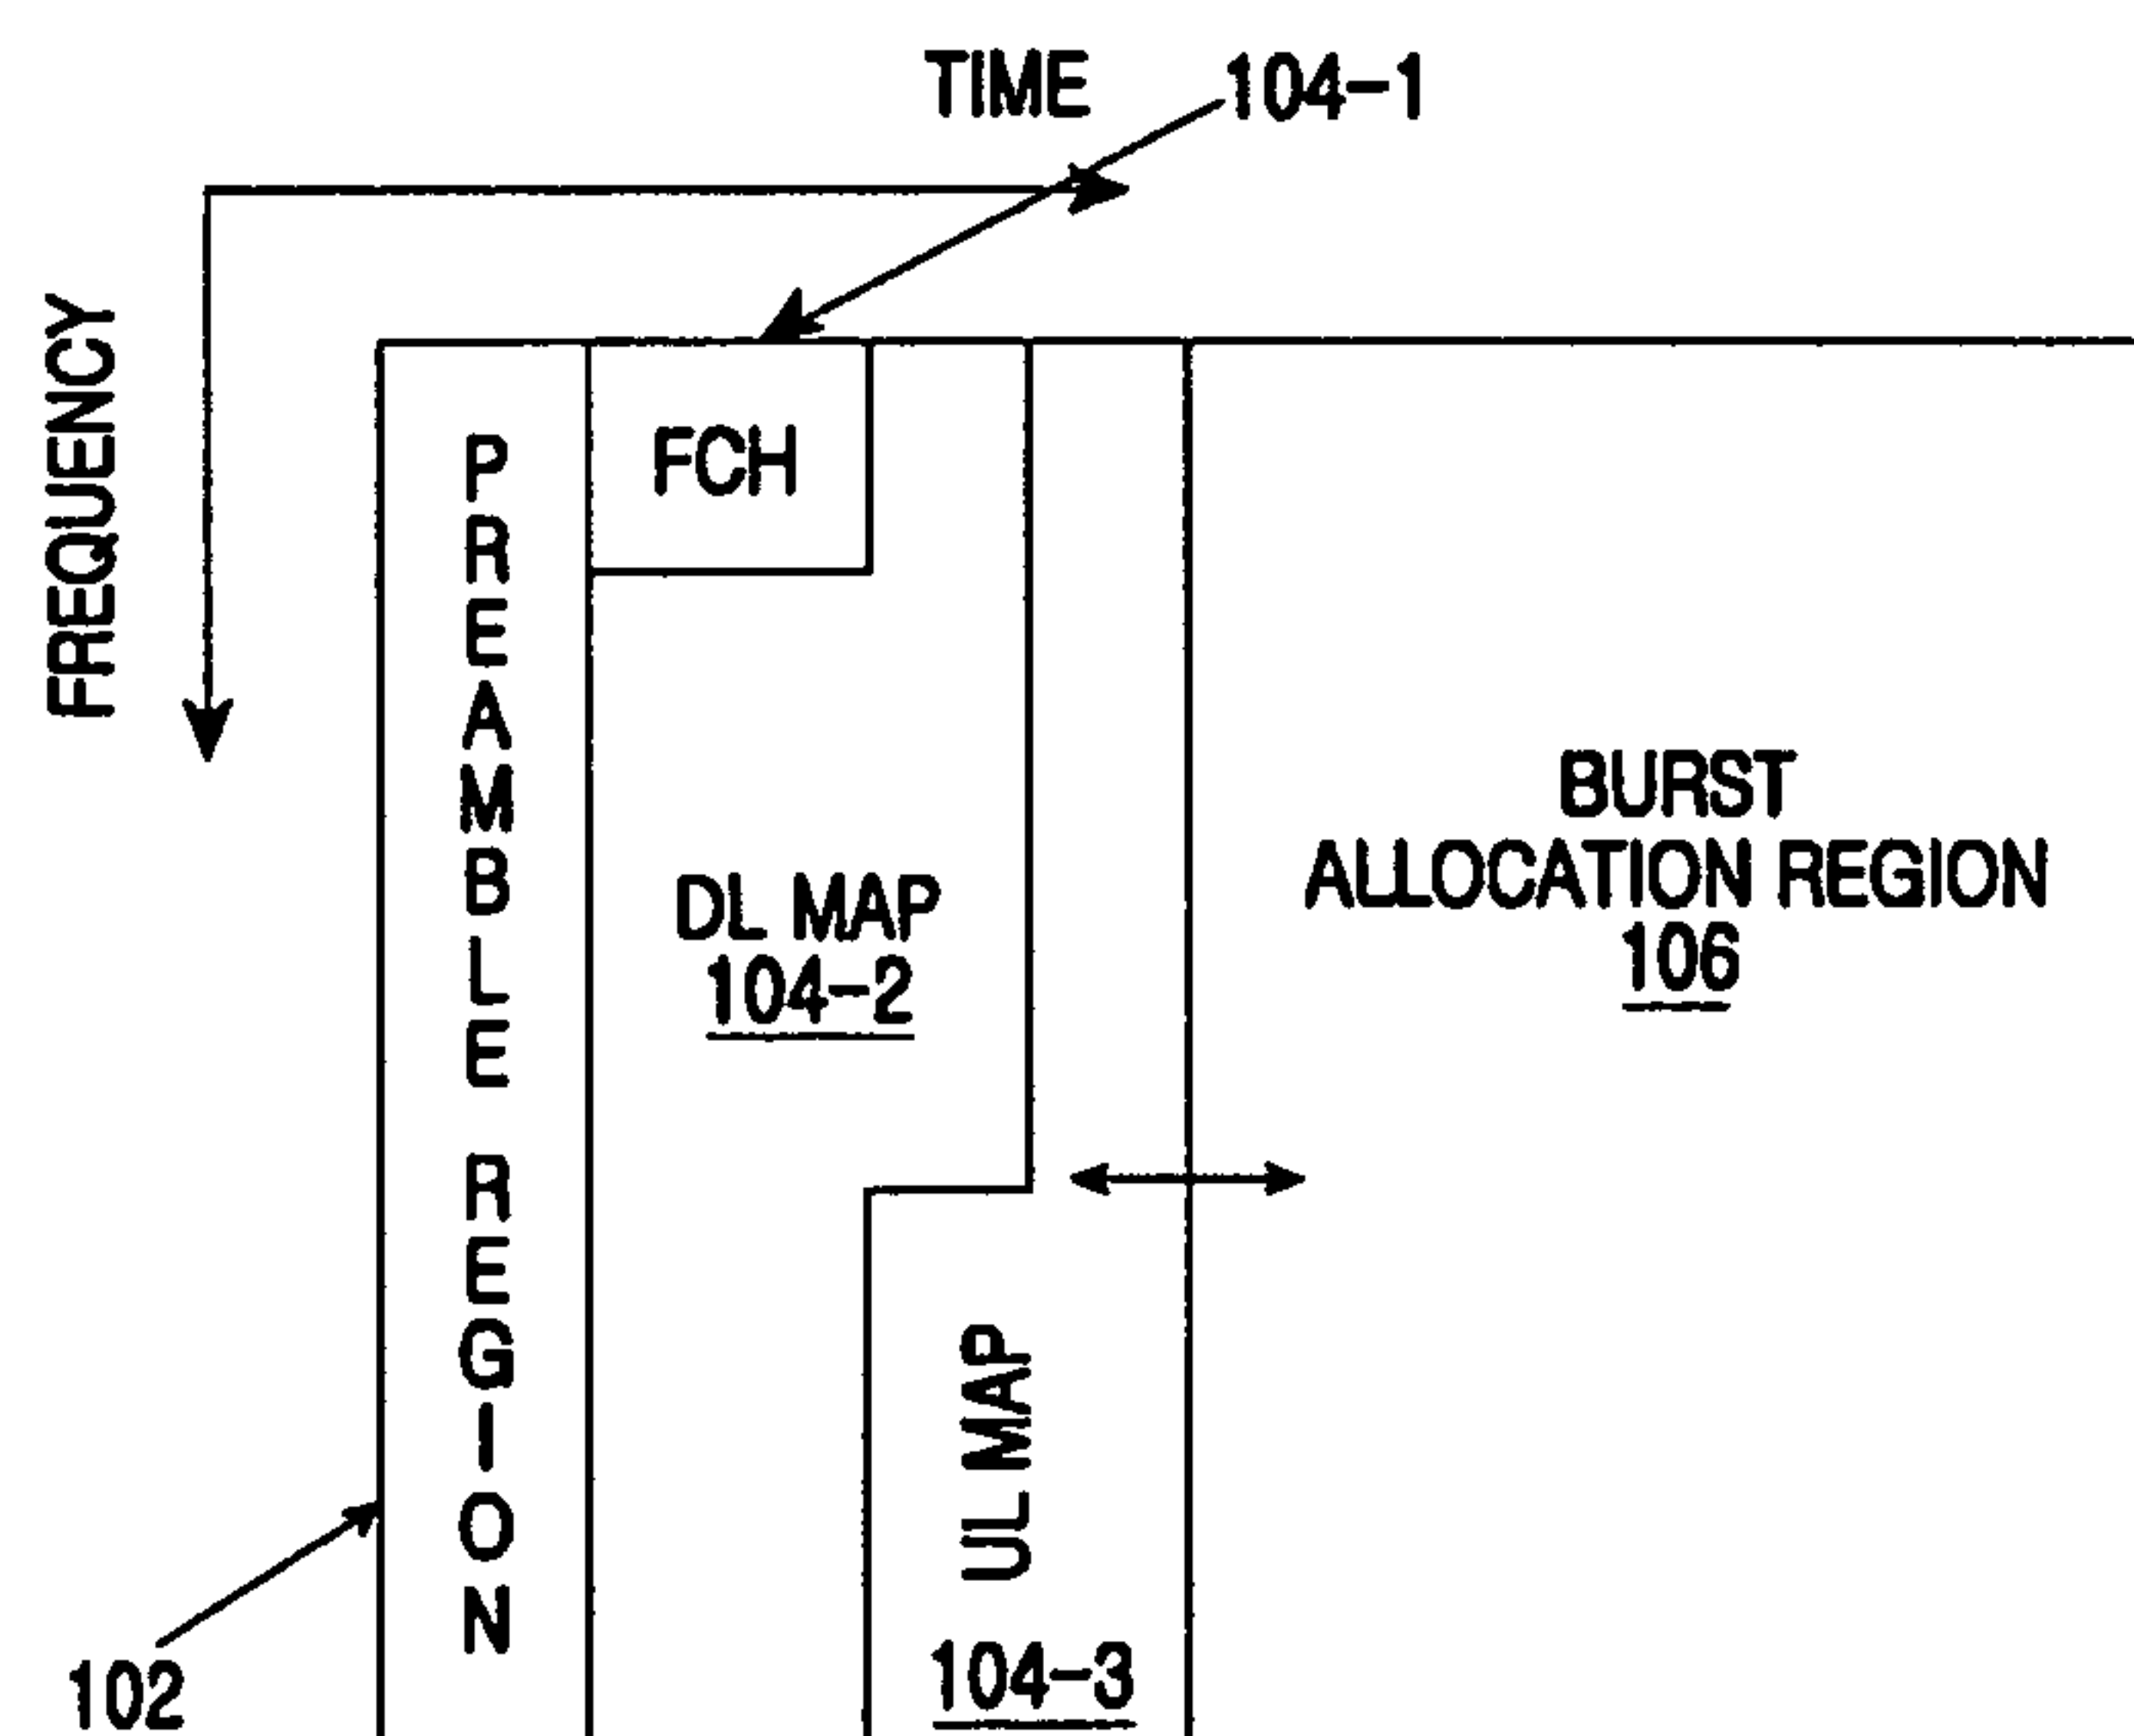 TIME
104-1
FREQUENCY
PREAMBLE REGION
FCH
DL MAP
104-2
BURST
ALLOCATION REGION
106
UL MAP
104-3
102